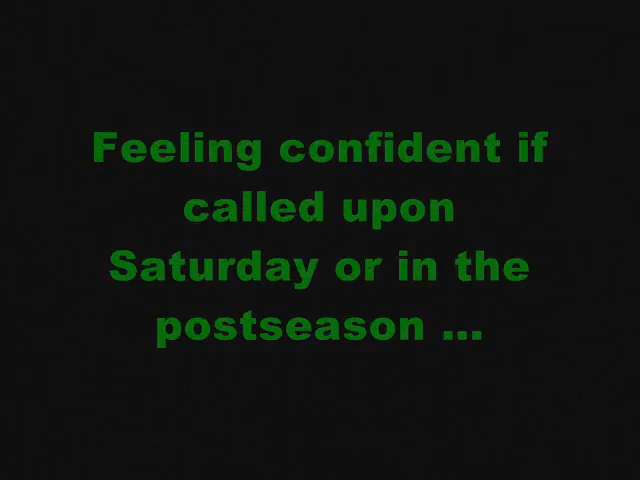 Feeling confident if
called upon
Saturday or in the
postseason ...